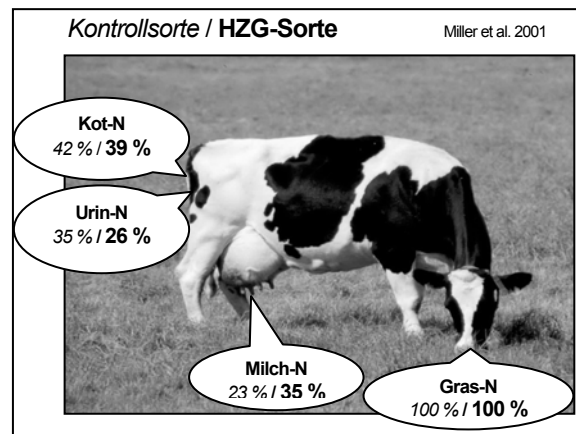 Kontrollsorte / HZG-Sorte
Miller et al. 2001
Kot-N
42 % / 39 %
Urin-N
35 % / 26 %
Milch-N
23 % / 35 %
Gras-N
100 % / 100 %